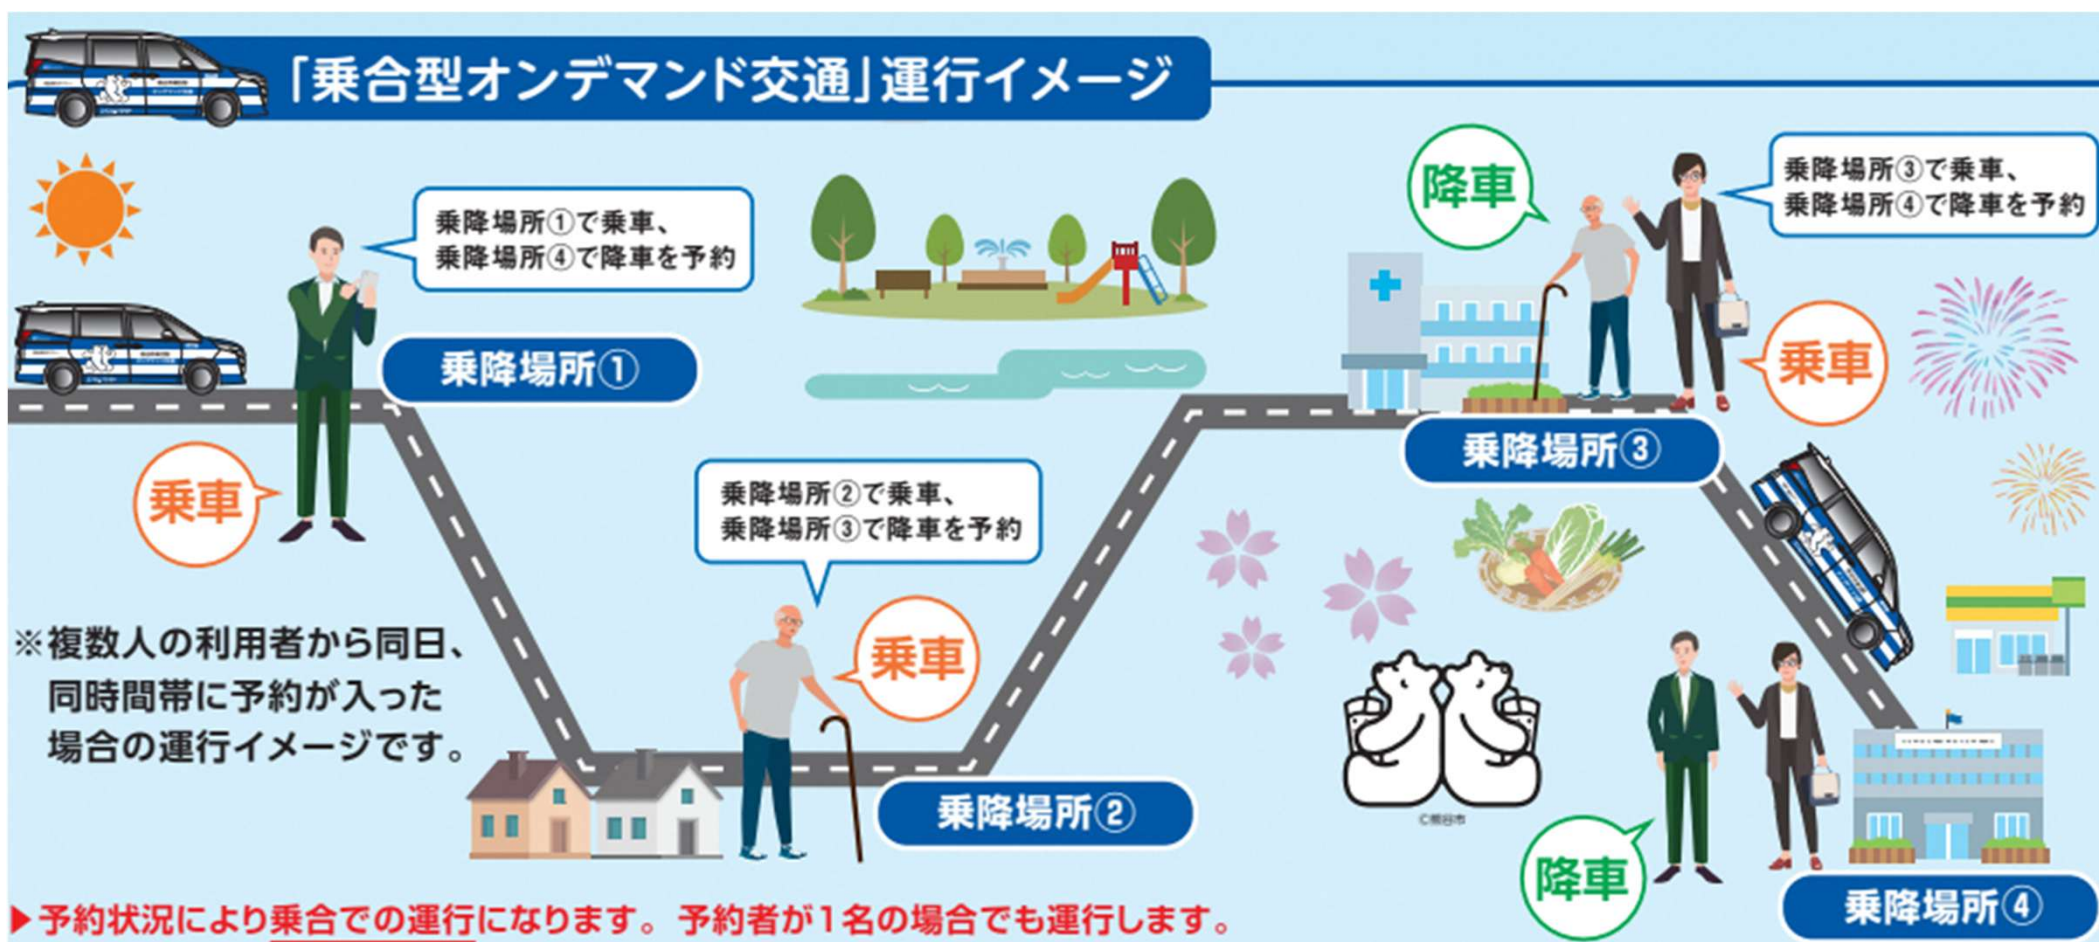 「乗合型オンデマンド交通」運行イメージ
乗降場所①で乗車、
乗降場所④で降車を予約
乗降場所①
乗車
乗降場所②で乗車、
乗降場所③で降車を予約
乗車
乗降場所②
降車
乗降場所③で乗車、
乗降場所④で降車を予約
乗車
乗降場所③
※複数人の利用者から同日、
同時間帯に予約が入った
場合の運行イメージです。
©熊谷市
降車
乗降場所④
▶予約状況により乗合での運行になります。予約者が1名の場合でも運行します。